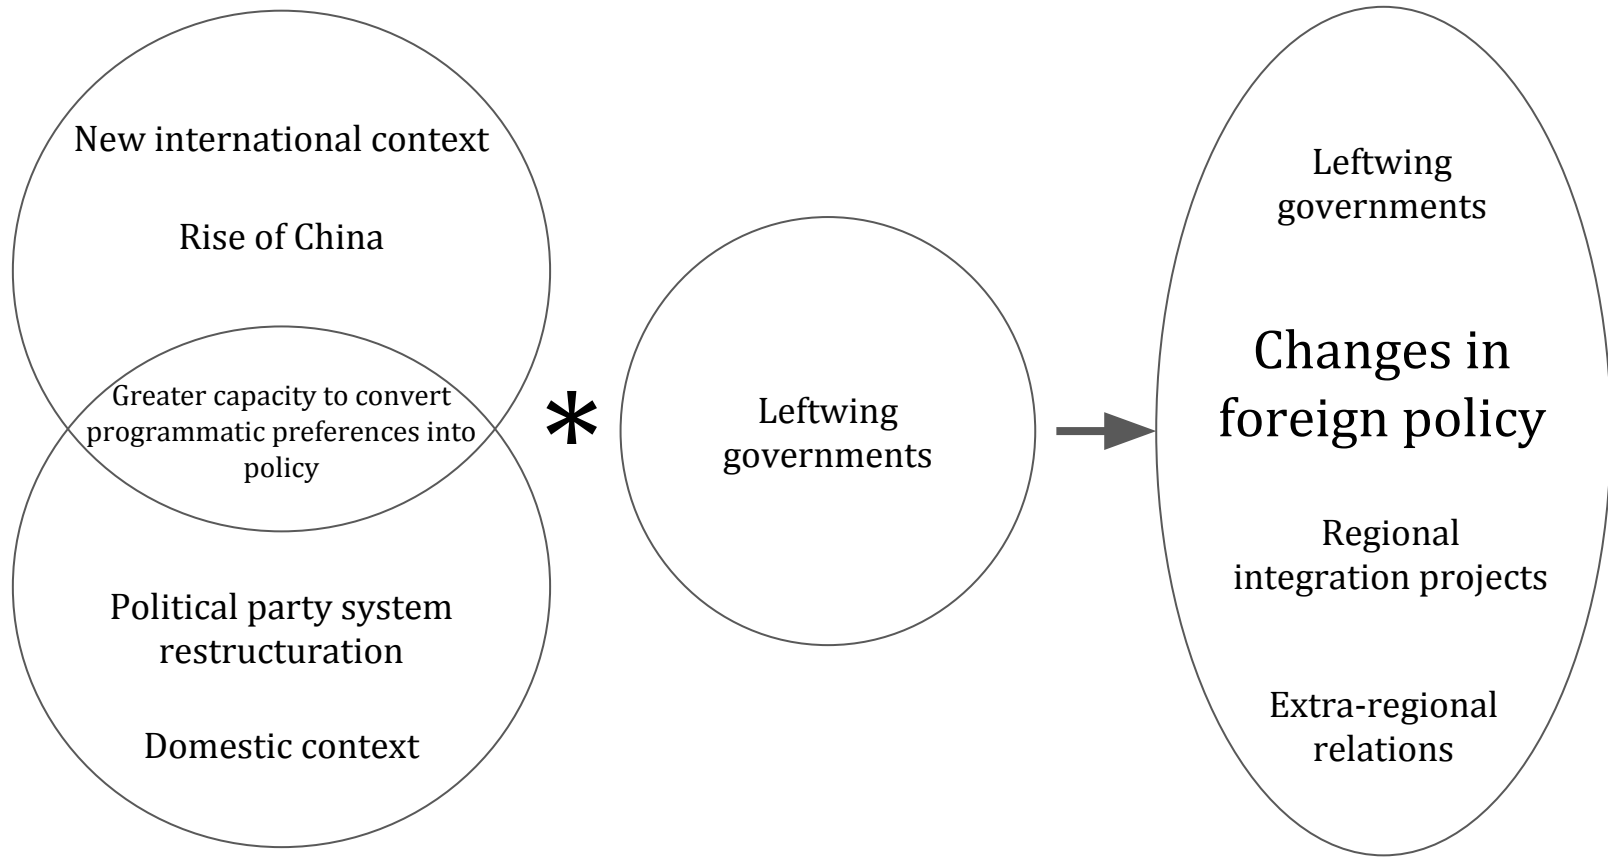 New international context
Rise of China
Greater capacity to convert
programmatic preferences into
policy
Political party system
restructuration
Domestic context
*
Leftwing
governments
Leftwing
governments
Changes in
foreign policy
Regional
integration projects
Extra-regional
relations